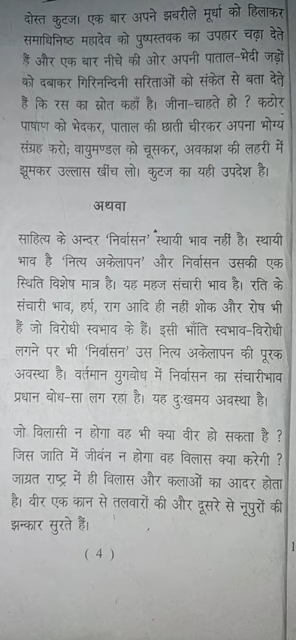 दोस्त कुटज। एक बार अपने झबरीले मूर्धा को हिलाकर
समाधिनिष्ठ महादेव को पुष्पस्तवक का उपहार चढ़ा देते
हैं और एक बार नीचे की ओर अपनी पाताल-भेदी जड़ों
को दबाकर गिरिनन्दिनी सरिताओं को संकेत से बता देते
हैं कि रस का स्रोत कहाँ है। जीना-चाहते हो ? कठोर
पाषाण को भेदकर, पाताल की छाती चीरकर अपना भोग्य
संग्रह करो; वायुमण्डल को चूसकर, अवकाश की लहरी में
झूमकर उल्लास खींच लो। कुटज का यही उपदेश है।
अथवा
साहित्य के अन्दर 'निर्वासन' स्थायी भाव नहीं है। स्थायी
भाव है 'नित्य अकेलापन' और निर्वासन उसकी एक
स्थिति विशेष मात्र है। यह महज संचारी भाव है। रति के
संचारी भाव, हर्ष, राग आदि ही नहीं शोक और रोष भी
हैं जो विरोधी स्वभाव के हैं। इसी भाँति स्वभाव-विरोधी
लगने पर भी 'निर्वासन' उस नित्य अकेलापन की पूरक
अवस्था है। वर्तमान युगबोध में निर्वासन का संचारीभाव
प्रधान बोध-सा लग रहा है। यह दुःखमय अवस्था है।
जो विलासी न होगा वह भी क्या वीर हो सकता है ?
जिस जाति में जीवन न होगा वह विलास क्या करेगी ?
जाग्रत राष्ट्र में ही विलास और कलाओं का आदर होता
है। वीर एक कान से तलवारों की और दूसरे से नूपुरों की
झन्कार सुरते हैं।
( 4 )